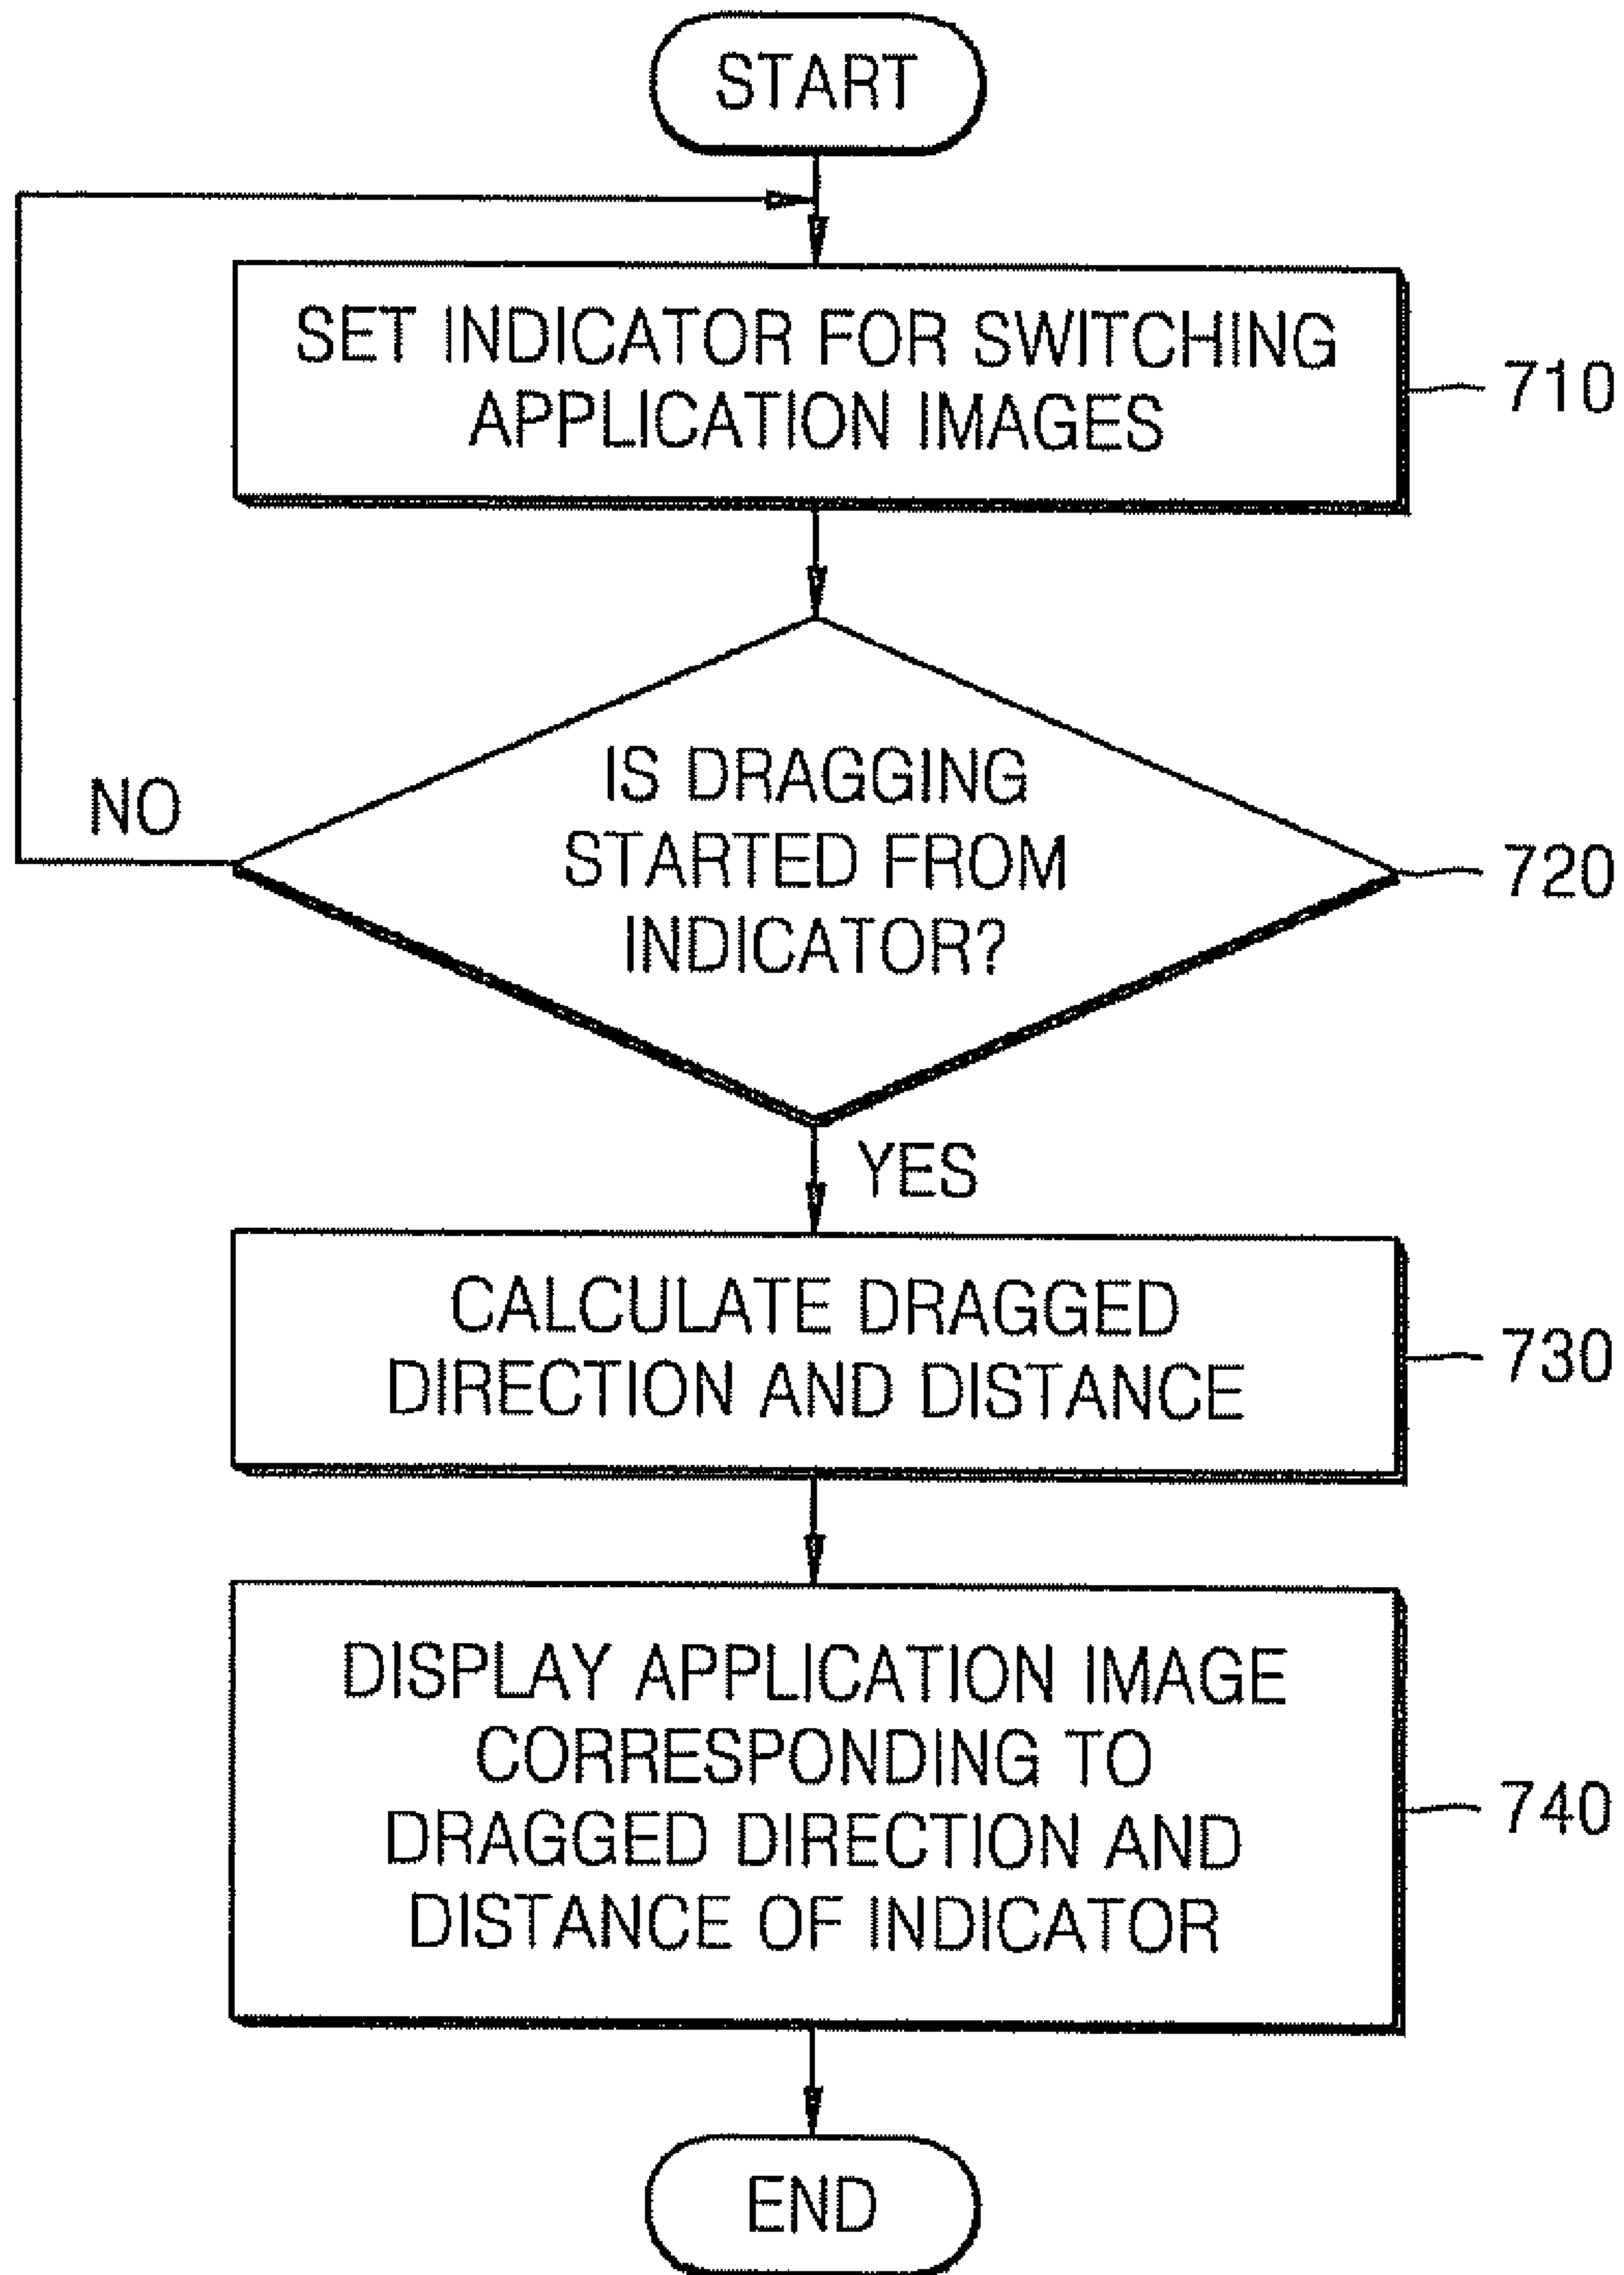 START
SET INDICATOR FOR SWITCHING
APPLICATION IMAGES
710
IS DRAGGING
STARTED FROM
INDICATOR?
720
NO
YES
CALCULATE DRAGGED
DIRECTION AND DISTANCE
730
DISPLAY APPLICATION IMAGE
CORRESPONDING TO
DRAGGED DIRECTION AND
DISTANCE OF INDICATOR
740
END